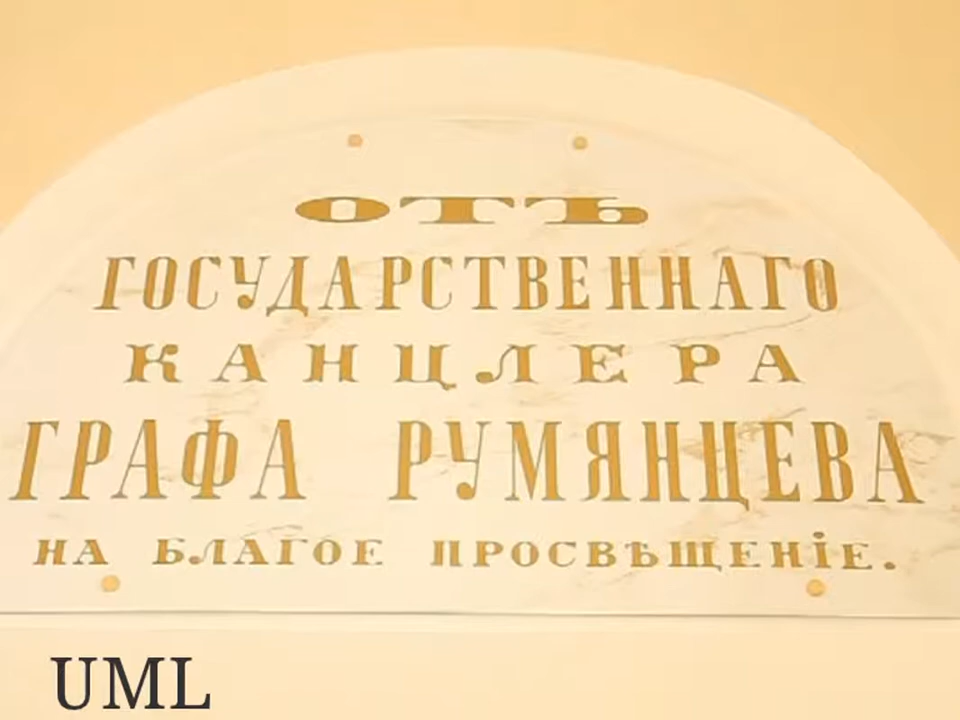 ОТЪ
ГОСУДАРСТВЕННАГО
КАНЦЛЕРА
ГРАФА РУМЯНЦЕВА
НА БЛАГОЕ ПРОСВѢЩЕНІЕ.
UML